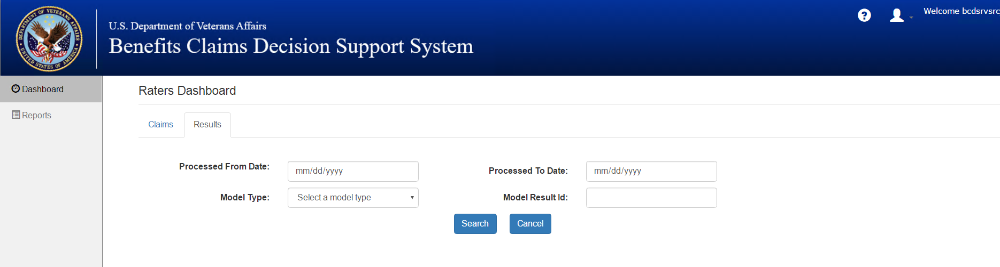 DEPARTMENT OF VETERANS AFFAIRS
UNITED STATES OF AMERICA
U.S. Department of Veterans Affairs
Benefits Claims Decision Support System
?
Welcome bcdsrvsrc
Dashboard
Reports
Raters Dashboard
Claims Results
Processed From Date: mm/dd/yyyy Processed To Date: mm/dd/yyyy
Model Type: Select a model type Model Result Id:
Search Cancel